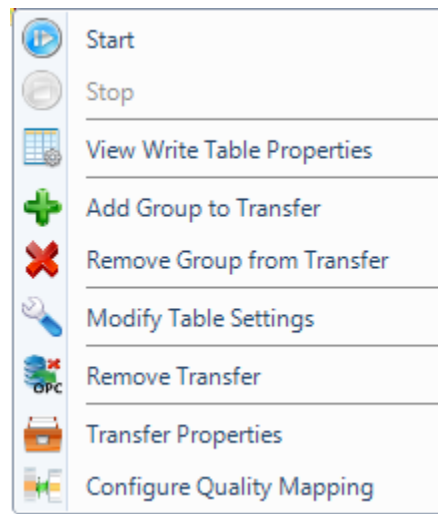 Start
Stop
View Write Table Properties
Add Group to Transfer
Remove Group from Transfer
Modify Table Settings
OPC
Remove Transfer
Transfer Properties
Configure Quality Mapping